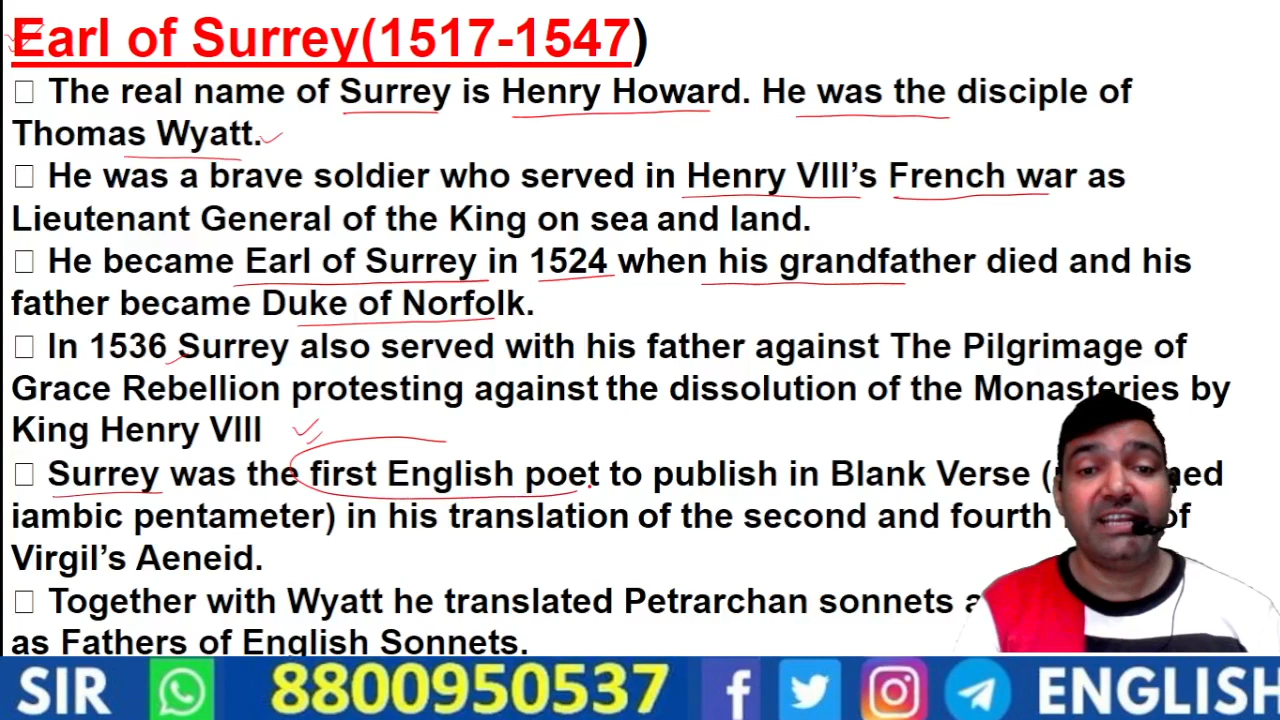 Earl of Surrey(1517-1547)
□ The real name of Surrey is Henry Howard. He was the disciple of
Thomas Wyatt.
□ He was a brave soldier who served in Henry VIII’s French war as
Lieutenant General of the King on sea and land.
□ He became Earl of Surrey in 1524 when his grandfather died and his
father became Duke of Norfolk.
□ In 1536 Surrey also served with his father against The Pilgrimage of
Grace Rebellion protesting against the dissolution of the Monasteries by
King Henry VIII
□ Surrey was the first English poet to publish in Blank Verse (
iambic pentameter) in his translation of the second and fourth of
Virgil’s Aeneid.
□ Together with Wyatt he translated Petrarchan sonnets
as Fathers of English Sonnets.
SIR 8800950537 ENGLISH